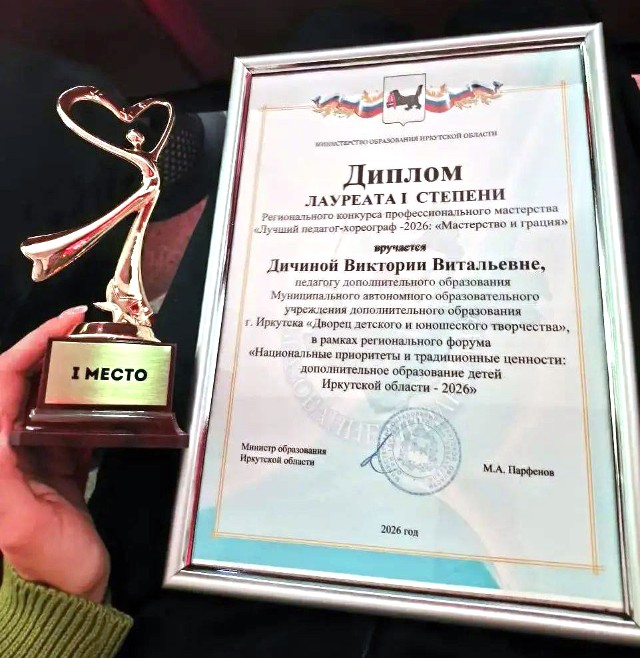 МИНИСТЕРСТВО ОБРАЗОВАНИЯ ИРКУТСКОЙ ОБЛАСТИ
ДИПЛОМ
ЛАУРЕАТА I СТЕПЕНИ
Регионального конкурса профессионального мастерства
«Лучший педагог-хореограф -2026: «Мастерство и грация»
вручается
Дичиной Виктории Витальевне,
педагогу дополнительного образования
Муниципального автономного образовательного
учреждения дополнительного образования
г. Иркутска «Дворец детского и юношеского творчества»,
в рамках регионального форума
«Национальные приоритеты и традиционные ценности:
дополнительное образование детей
Иркутской области - 2026»
Министр образования
Иркутской области
М.А. Парфенов
2026 год
I МЕСТО